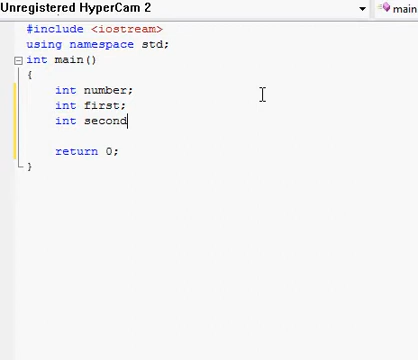 Unregistered HyperCam 2
main
#include <iostream>
using namespace std;
int main()
{
int number;
int first;
int second
return 0;
}